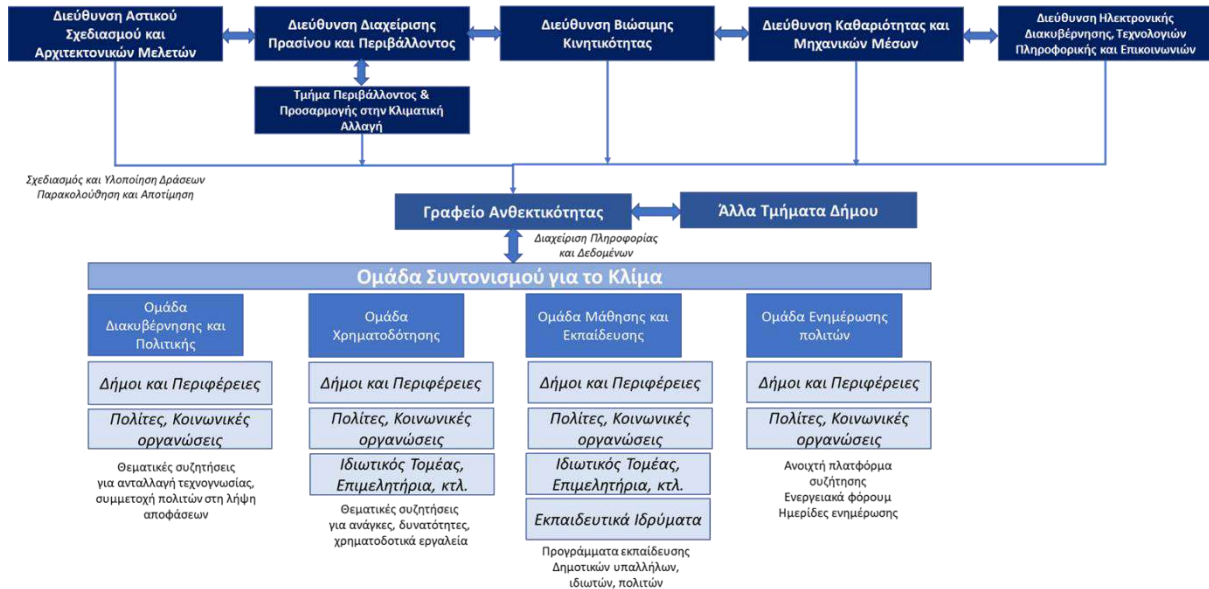 Διεύθυνση Αστικού
Σχεδιασμού και
Αρχιτεκτονικών Μελετών
Διεύθυνση Διαχείρισης
Πρασίνου και Περιβάλλοντος
Διεύθυνση Βιώσιμης
Κινητικότητας
Διεύθυνση Καθαριότητας και
Μηχανικών Μέσων
Διεύθυνση Ηλεκτρονικής
Διακυβέρνησης, Τεχνολογιών
Πληροφορικής και Επικοινωνιών
Τμήμα Περιβάλλοντος &
Προσαρμογής στην Κλιματική
Αλλαγή
Σχεδιασμός και Υλοποίηση Δράσεων
Παρακολούθηση και Αποτίμηση
Γραφείο Ανθεκτικότητας
Άλλα Τμήματα Δήμου
Διαχείριση Πληροφορίας
και Δεδομένων
Ομάδα Συντονισμού για το Κλίμα
Ομάδα
Διακυβέρνησης και
Πολιτικής
Δήμοι και Περιφέρειες
Πολίτες, Κοινωνικές
οργανώσεις
Θεματικές συζητήσεις
για ανταλλαγή τεχνογνωσίας,
συμμετοχή πολιτών στη λήψη
αποφάσεων
Ομάδα
Χρηματοδότησης
Δήμοι και Περιφέρειες
Πολίτες, Κοινωνικές
οργανώσεις
Ιδιωτικός Τομέας,
Επιμελητήρια, κτλ.
Θεματικές συζητήσεις
για ανάγκες, δυνατότητες,
χρηματοδοτικά εργαλεία
Ομάδα Μάθησης και
Εκπαίδευσης
Δήμοι και Περιφέρειες
Πολίτες, Κοινωνικές
οργανώσεις
Ιδιωτικός Τομέας,
Επιμελητήρια, κτλ.
Εκπαιδευτικά Ιδρύματα
Προγράμματα εκπαίδευσης
Δημοτικών υπαλλήλων,
ιδιωτών, πολιτών
Ομάδα Ενημέρωσης
πολιτών
Δήμοι και Περιφέρειες
Πολίτες, Κοινωνικές
οργανώσεις
Ανοιχτή πλατφόρμα
συζήτησης
Ενεργειακά φόρουμ
Ημερίδες ενημέρωσης